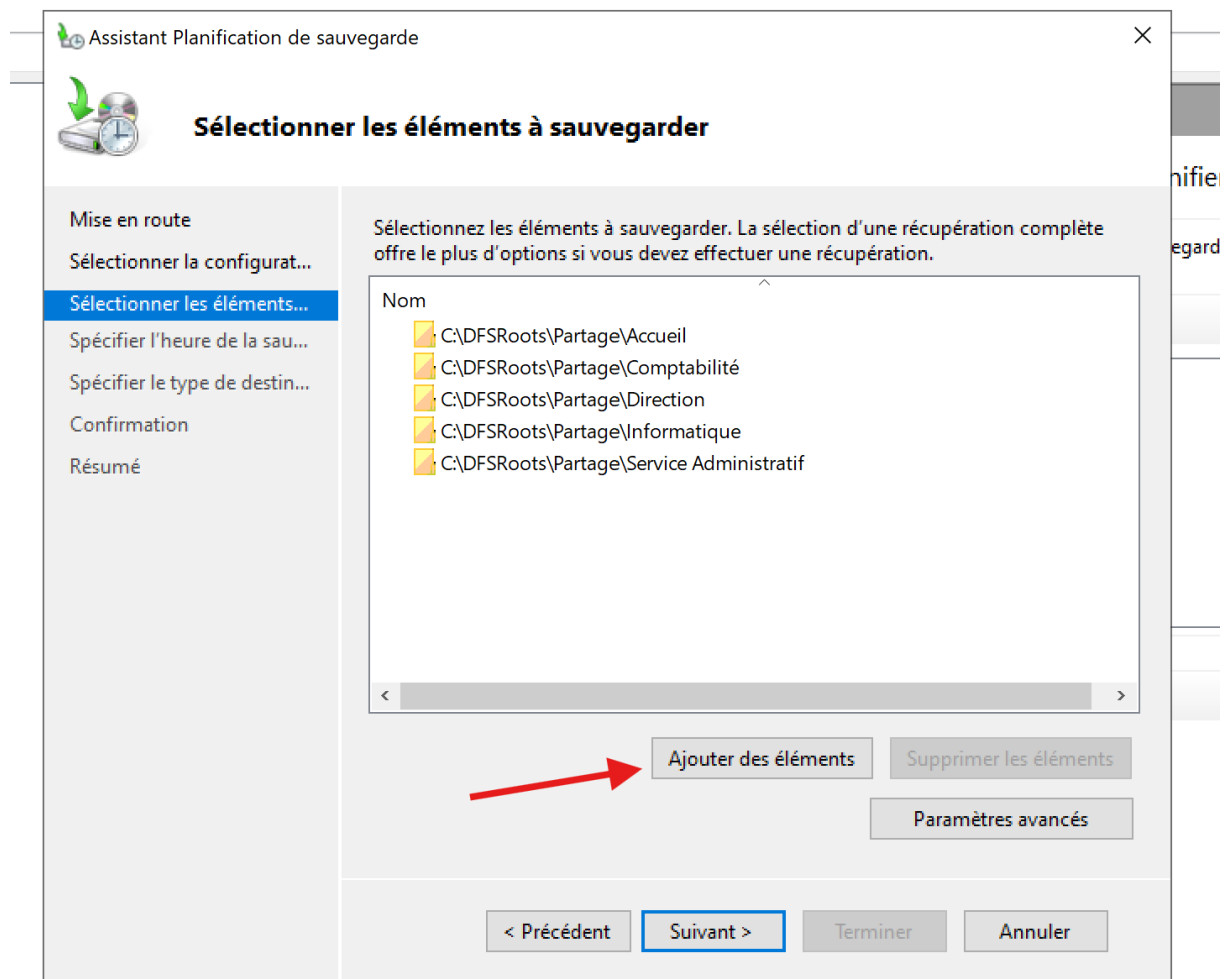 Assistant Planification de sauvegarde
Sélectionner les éléments à sauvegarder
Mise en route
Sélectionner la configurat...
Sélectionner les éléments...
Spécifier l'heure de la sau...
Spécifier le type de destin...
Confirmation
Résumé
Sélectionnez les éléments à sauvegarder. La sélection d'une récupération complète
offre le plus d'options si vous devez effectuer une récupération.
Nom
C:\DFSRoots\Partage\Accueil
C:\DFSRoots\Partage\Comptabilité
C:\DFSRoots\Partage\Direction
C:\DFSRoots\Partage\Informatique
C:\DFSRoots\Partage\Service Administratif
Ajouter des éléments
Supprimer les éléments
Paramètres avancés
< Précédent
Suivant >
Terminer
Annuler